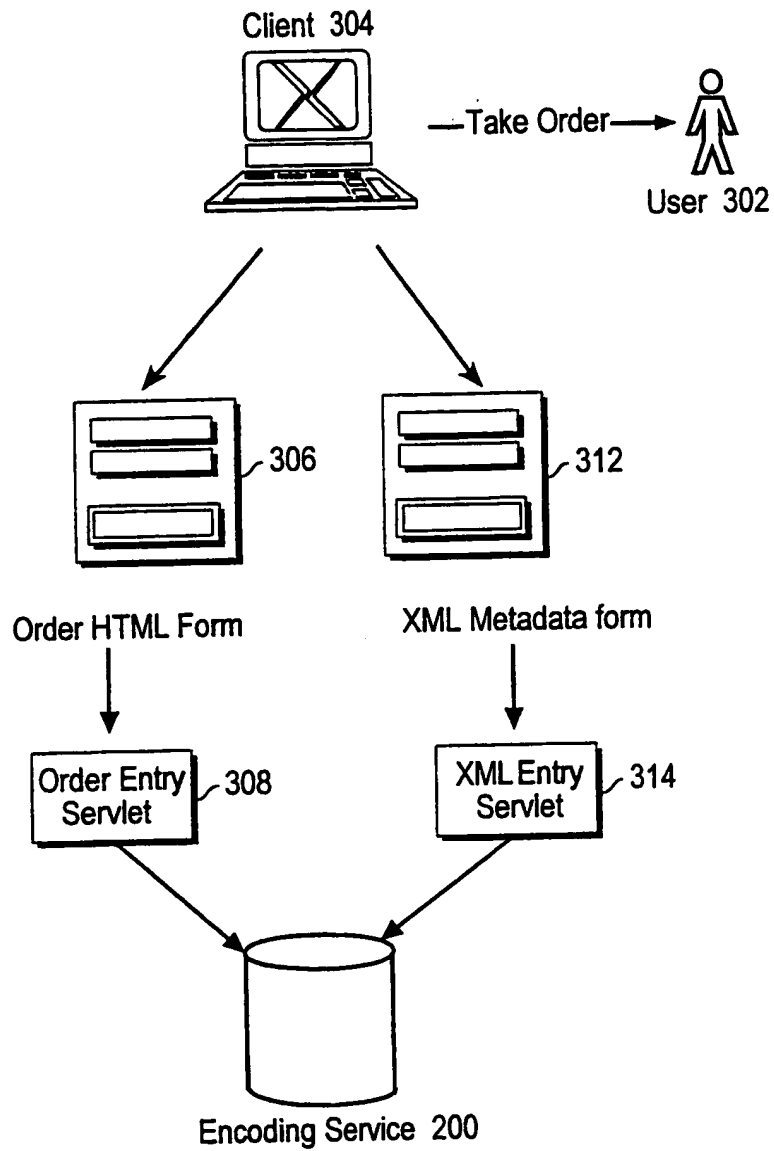 Client 304
Take Order
User 302
306
312
Order HTML Form
XML Metadata form
Order Entry
Servlet
308
XML Entry
Servlet
314
Encoding Service 200